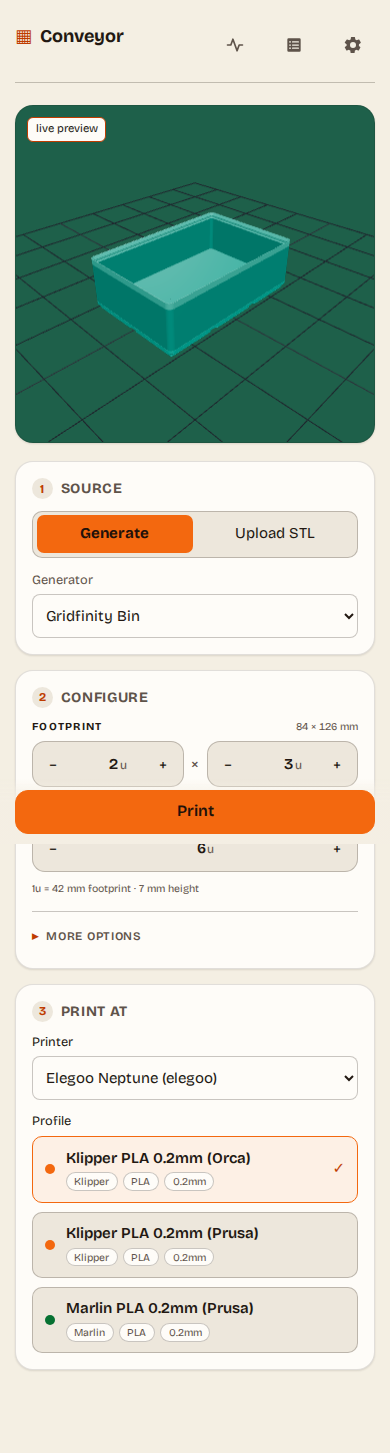 Conveyor
live preview
1 SOURCE
Generate Upload STL
Generator
Gridfinity Bin
2 CONFIGURE
FOOTPRINT 84 × 126 mm
− 2u + × − 3u +
Print
− 6u +
1u = 42 mm footprint · 7 mm height
▸ MORE OPTIONS
3 PRINT AT
Printer
Elegoo Neptune (elegoo)
Profile
Klipper PLA 0.2mm (Orca) ✓
Klipper PLA 0.2mm
Klipper PLA 0.2mm (Prusa)
Klipper PLA 0.2mm
Marlin PLA 0.2mm (Prusa)
Marlin PLA 0.2mm